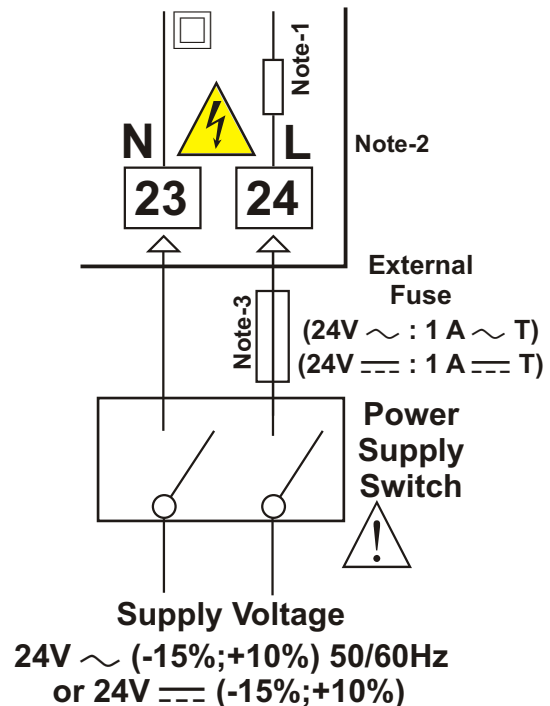 Note-1
N
L
Note-2
23
24
External
Fuse
Note-3
(24V ∼ : 1 A ∼ T)
(24V ⎓ : 1 A ⎓ T)
Power
Supply
Switch
!
Supply Voltage
24V ∼ (-15%;+10%) 50/60Hz
or 24V ⎓ (-15%;+10%)